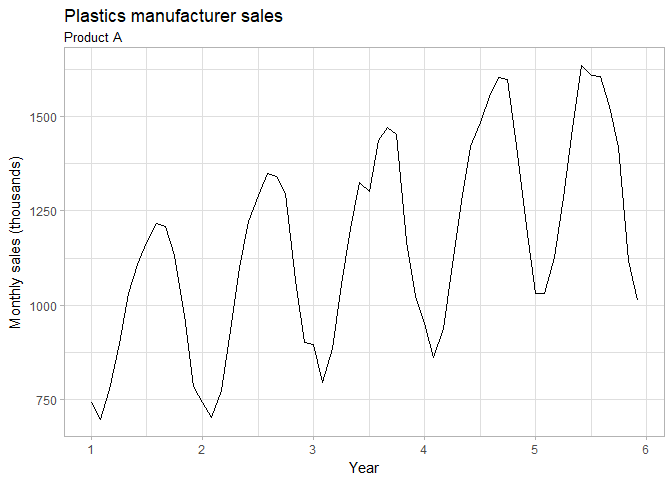 Plastics manufacturer sales
Product A
Monthly sales (thousands)
1500
1250
1000
750
1 2 3 4 5 6
Year